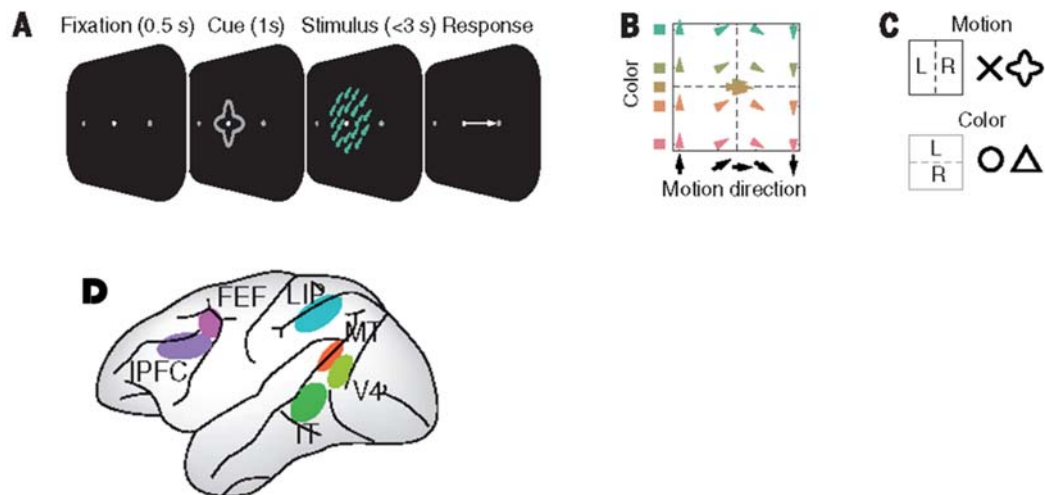 A
Fixation (0.5 s) Cue (1s) Stimulus (<3 s) Response
B
Color
Motion direction
C
Motion
L R
Color
L
R
D
FEF
LIP
MT
lPFC
V4
IT